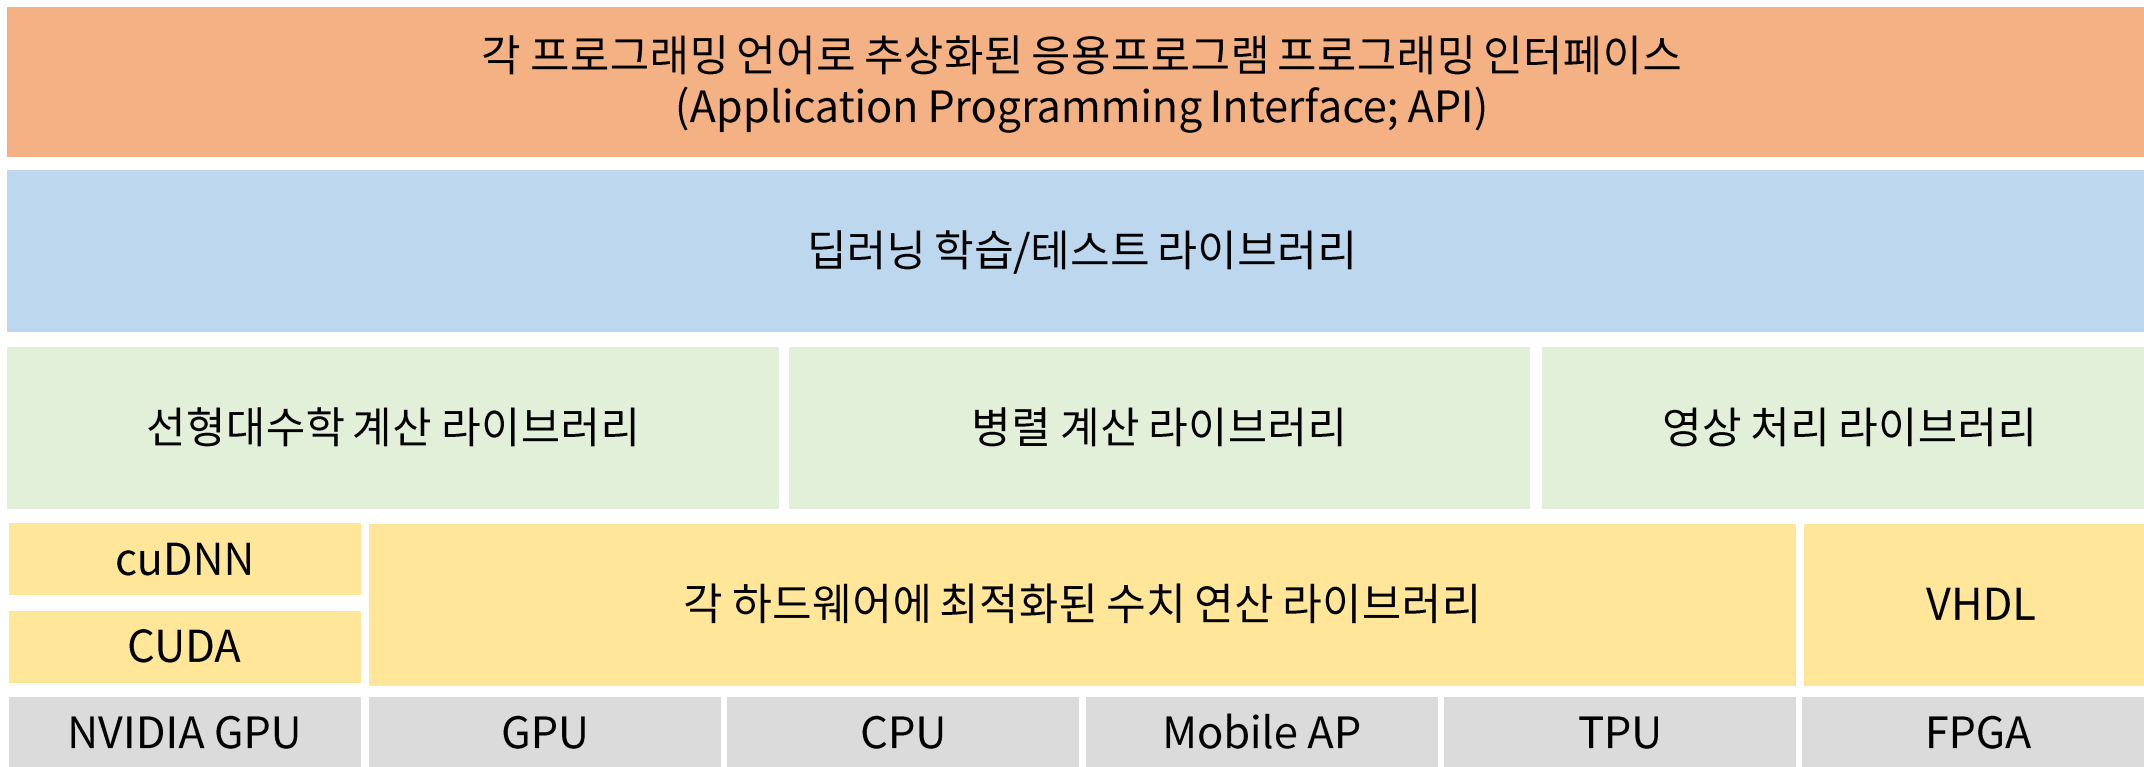 각 프로그래밍 언어로 추상화된 응용프로그램 프로그래밍 인터페이스
(Application Programming Interface; API)
딥러닝 학습/테스트 라이브러리
선형대수학 계산 라이브러리
병렬 계산 라이브러리
영상 처리 라이브러리
cuDNN
CUDA
각 하드웨어에 최적화된 수치 연산 라이브러리
VHDL
NVIDIA GPU
GPU
CPU
Mobile AP
TPU
FPGA